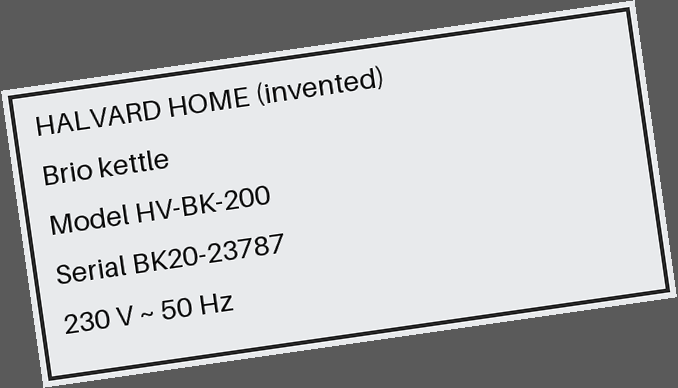 HALVARD HOME (invented)
Brio kettle
Model HV-BK-200
Serial BK20-23787
230 V ~ 50 Hz